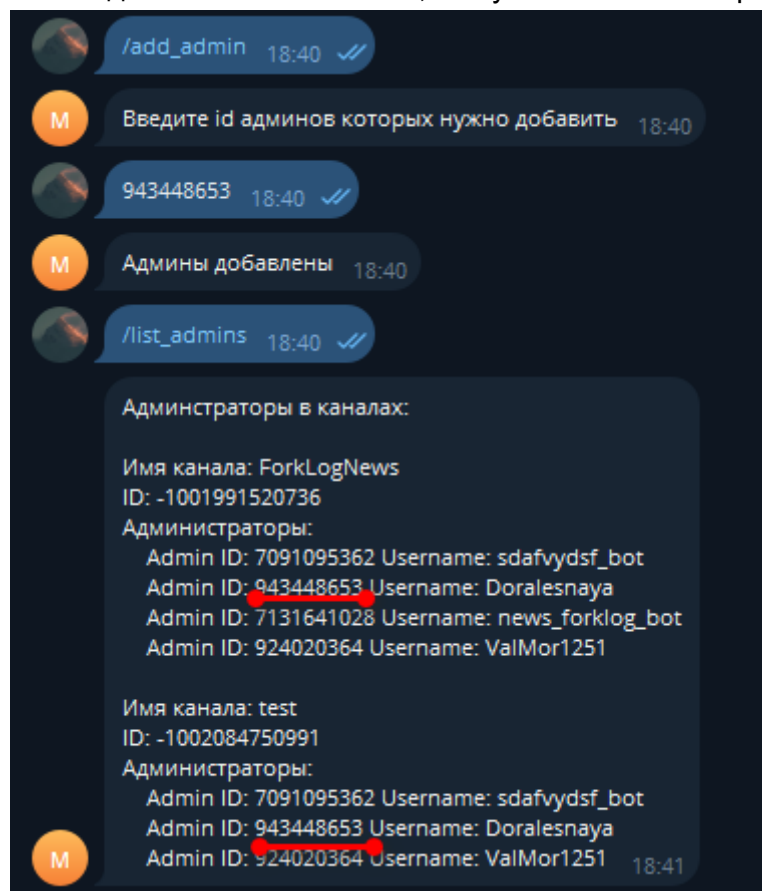 /add_admin 18:40
М
Введите id админов которых нужно добавить 18:40
943448653 18:40
М
Админы добавлены 18:40
/list_admins 18:40
Админстраторы в каналах:
Имя канала: ForkLogNews
ID: -1001991520736
Администраторы:
Admin ID: 7091095362 Username: sdafvydsf_bot
Admin ID: 943448653 Username: Doralesnaya
Admin ID: 7131641028 Username: news_forklog_bot
Admin ID: 924020364 Username: ValMor1251
Имя канала: test
ID: -1002084750991
Администраторы:
Admin ID: 7091095362 Username: sdafvydsf_bot
Admin ID: 943448653 Username: Doralesnaya
М
Admin ID: 924020364 Username: ValMor1251 18:41